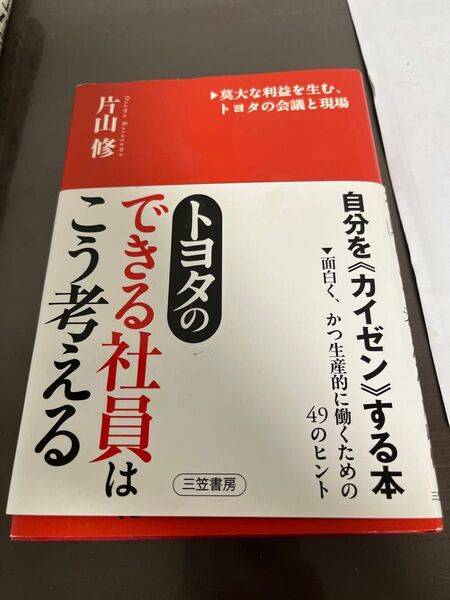 ▶莫大な利益を生む、
トヨタの会議と現場
片山 修
Osamu Katayama
自分を《カイゼン》する本
▼面白く、かつ生産的に働くための
49のヒント
トヨタの
できる社員は
こう考える
三笠書房